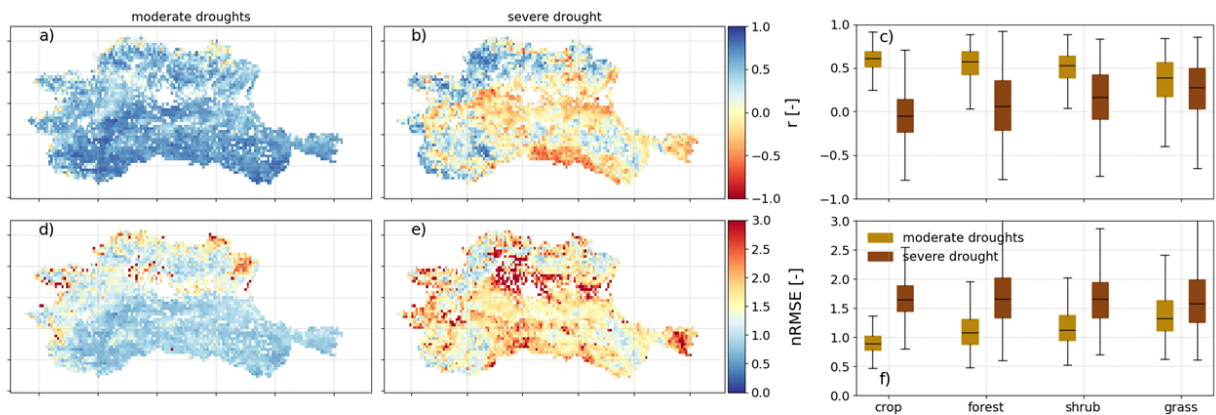 moderate droughts
severe drought
a)
b)
c)
1.0
0.5
0.0
−0.5
−1.0
r [-]
1.0
0.5
0.0
−0.5
−1.0
d)
e)
f)
3.0
2.5
2.0
1.5
1.0
0.5
0.0
nRMSE [-]
3.0
2.5
2.0
1.5
1.0
0.5
0.0
moderate droughts
severe drought
crop
forest
shrub
grass